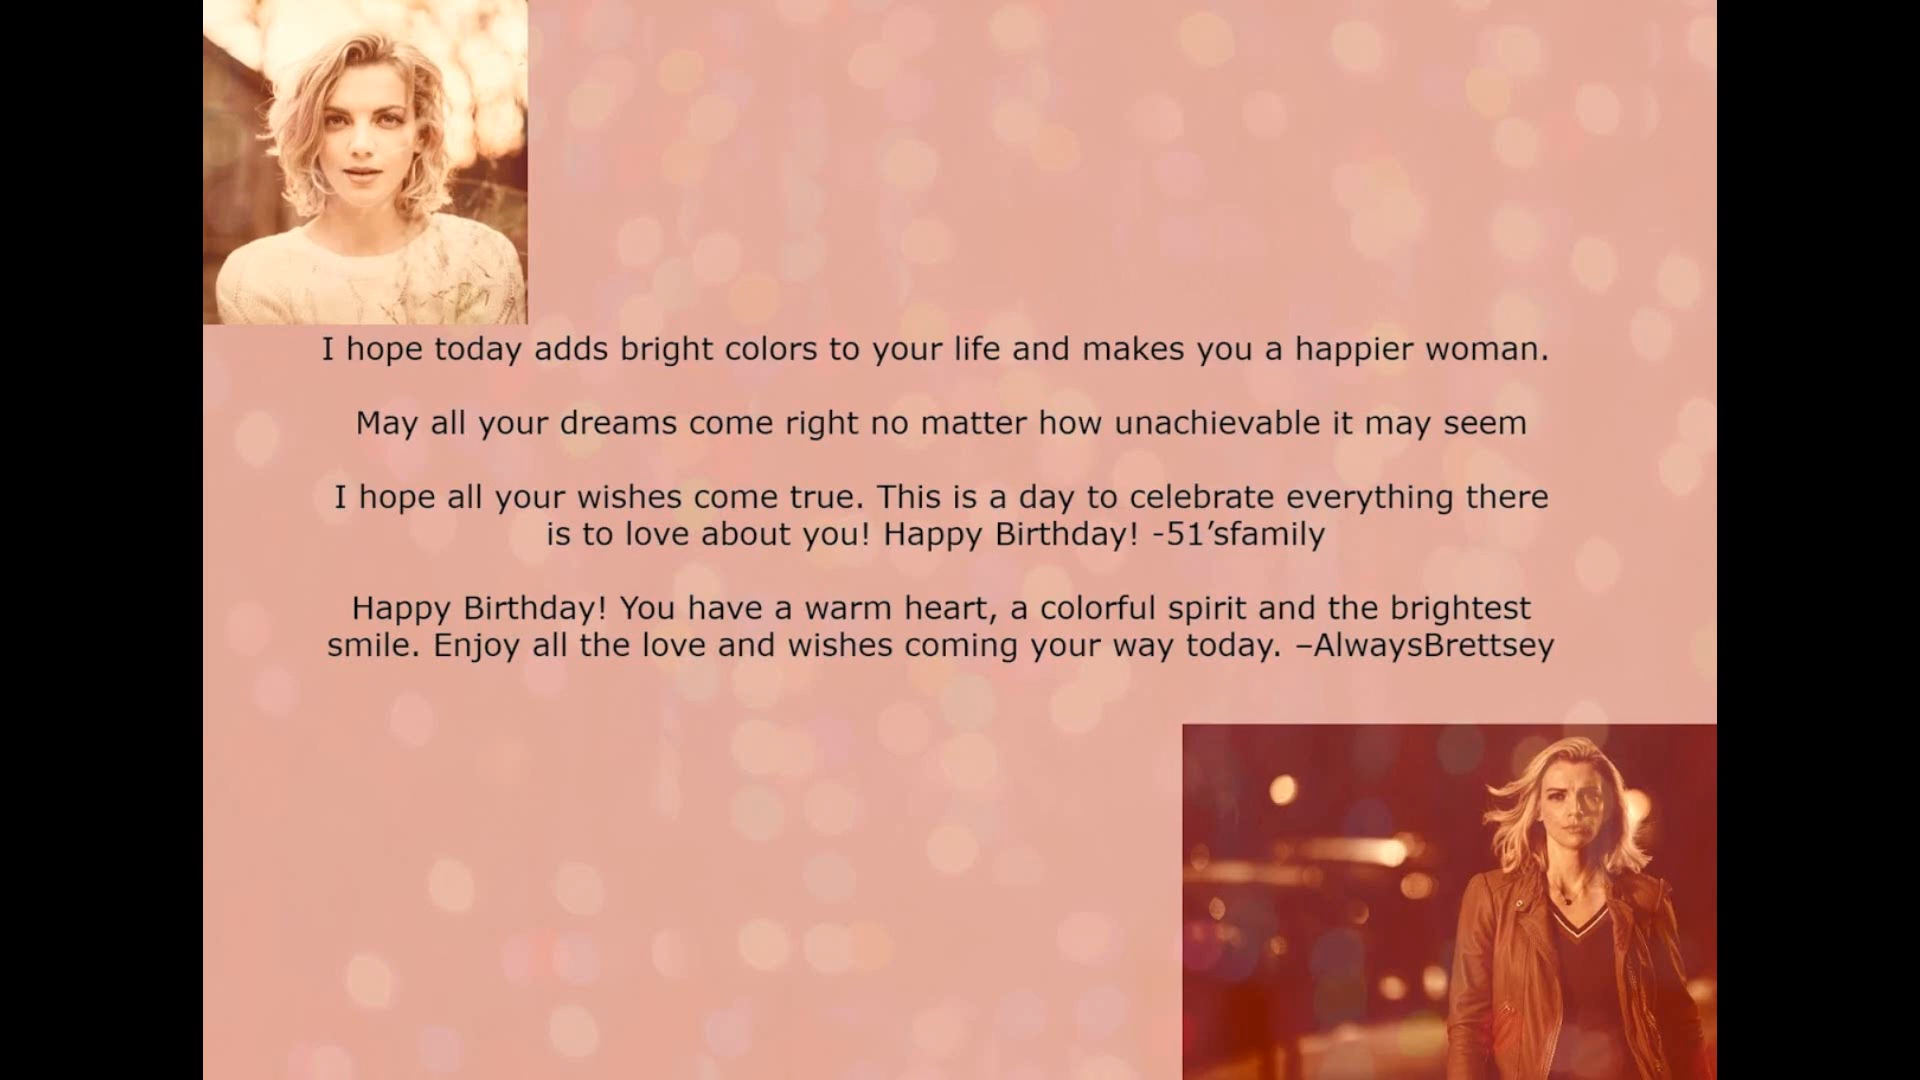 I hope today adds bright colors to your life and makes you a happier woman.
May all your dreams come right no matter how unachievable it may seem
I hope all your wishes come true. This is a day to celebrate everything there
is to love about you! Happy Birthday! -51’sfamily
Happy Birthday! You have a warm heart, a colorful spirit and the brightest
smile. Enjoy all the love and wishes coming your way today. –AlwaysBrettsey